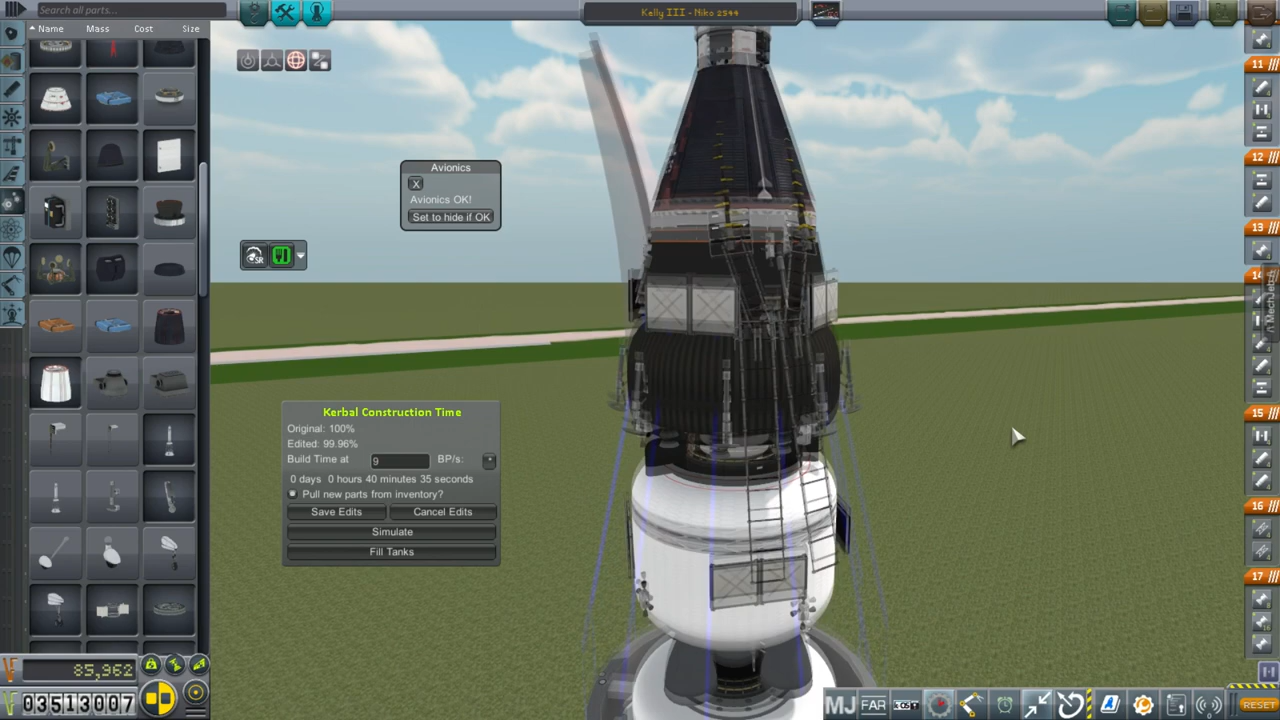 Search all parts...
Kelly III - Niko 2544
Name Mass Cost Size
11
12
13
14
15
16
17
Avionics
X
Avionics OK!
Set to hide if OK
SR
MechJeb
Kerbal Construction Time
Original: 100%
Edited: 99.96%
Build Time at 9 BP/s: *
0 days 0 hours 40 minutes 35 seconds
Pull new parts from inventory?
Save Edits Cancel Edits
Simulate
Fill Tanks
85,962
03513007
MJ FAR KOST A RESET